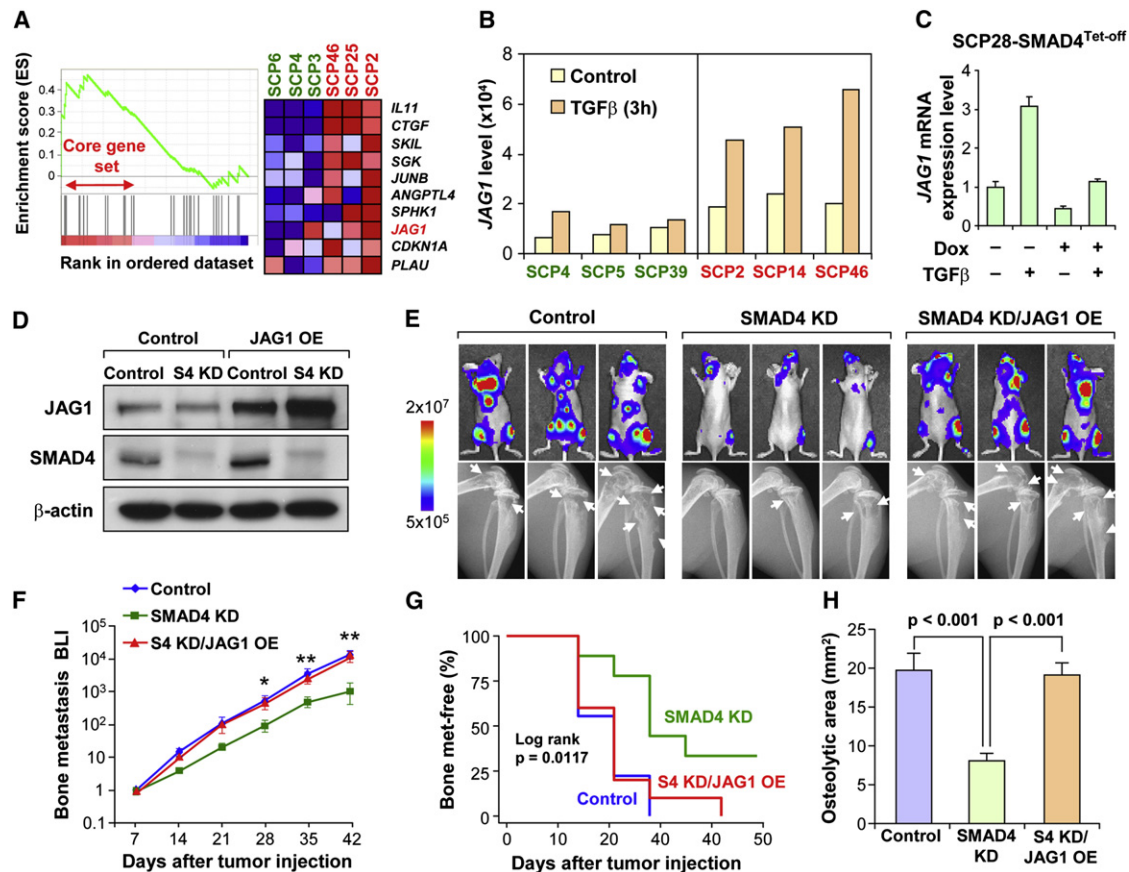 A
Enrichment score (ES)
0.4
0.3
0.2
0.1
0
Core gene
set
Rank in ordered dataset
SCP6
SCP4
SCP3
SCP46
SCP25
SCP2
IL11
CTGF
SKIL
SGK
JUNB
ANGPTL4
SPHK1
JAG1
CDKN1A
PLAU
B
JAG1 level (x10⁴)
8
6
4
2
0
Control
TGFβ (3h)
SCP4 SCP5 SCP39 SCP2 SCP14 SCP46
C
SCP28-SMAD4^Tet-off
JAG1 mRNA
expression level
4
3
2
1
0
Dox – – + +
TGFβ – + – +
D
Control JAG1 OE
Control S4 KD Control S4 KD
JAG1
SMAD4
β-actin
E
Control SMAD4 KD SMAD4 KD/JAG1 OE
2x10⁷
5x10⁵
F
Control
SMAD4 KD
S4 KD/JAG1 OE
Bone metastasis BLI
10⁵
10⁴
10³
10²
10
1
0.1
* ** **
7 14 21 28 35 42
Days after tumor injection
G
Bone met-free (%)
100
75
50
25
0
SMAD4 KD
Log rank
p = 0.0117
S4 KD/JAG1 OE
Control
0 10 20 30 40 50
Days after tumor injection
H
Osteolytic area (mm²)
25
20
15
10
5
0
p < 0.001 p < 0.001
Control SMAD4 S4 KD/
KD JAG1 OE